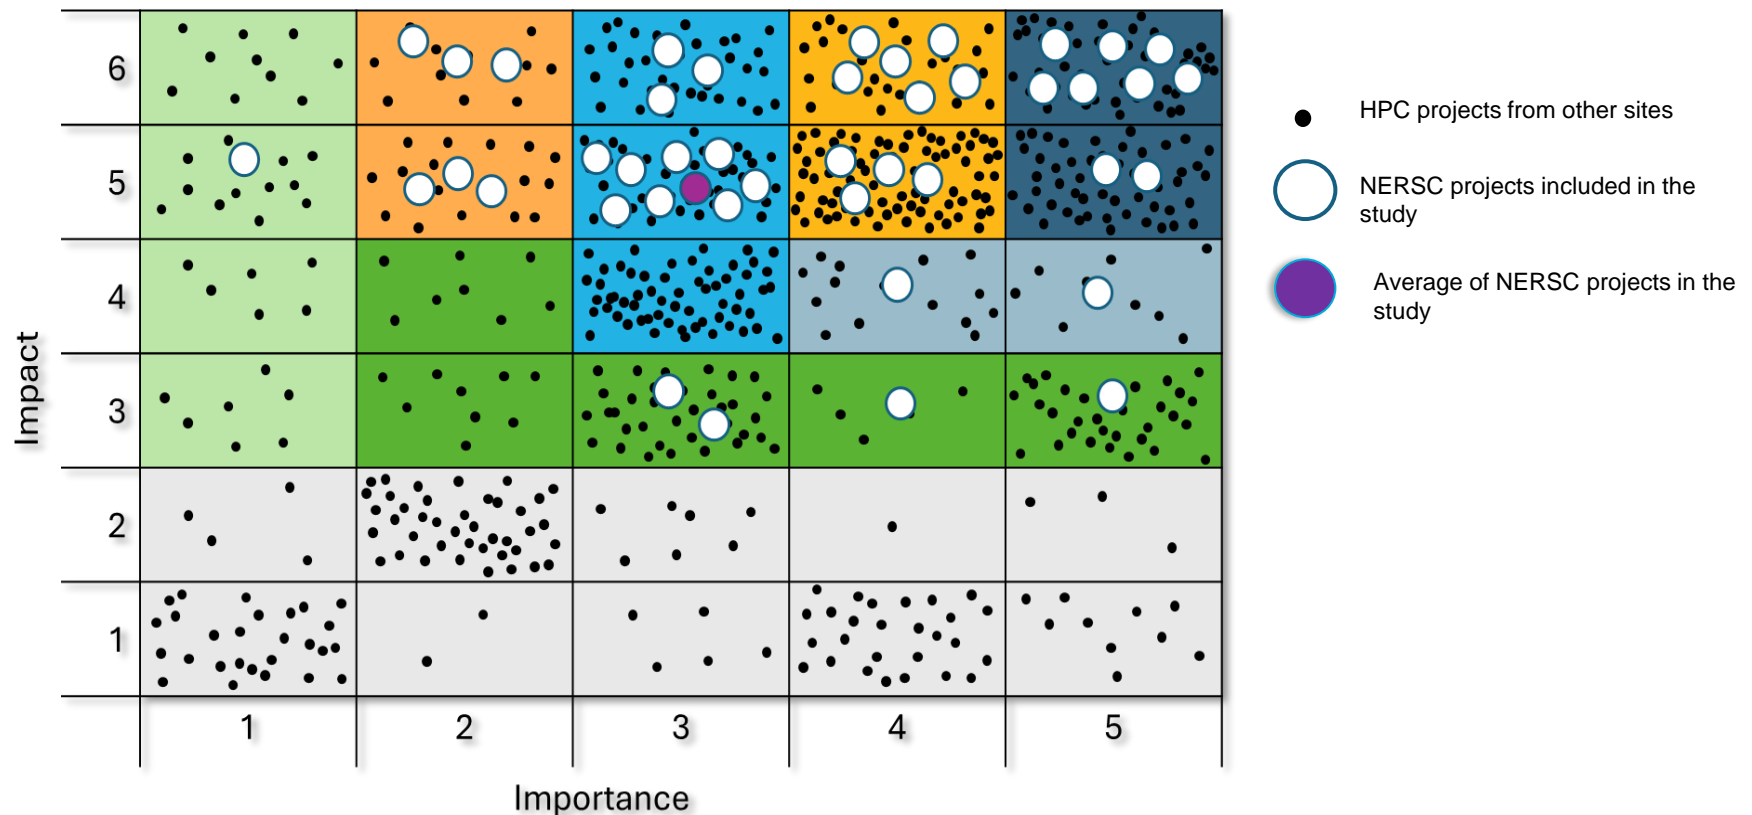 6
5
4
3
2
1
Impact
1
2
3
4
5
Importance
HPC projects from other sites
NERSC projects included in the
study
Average of NERSC projects in the
study